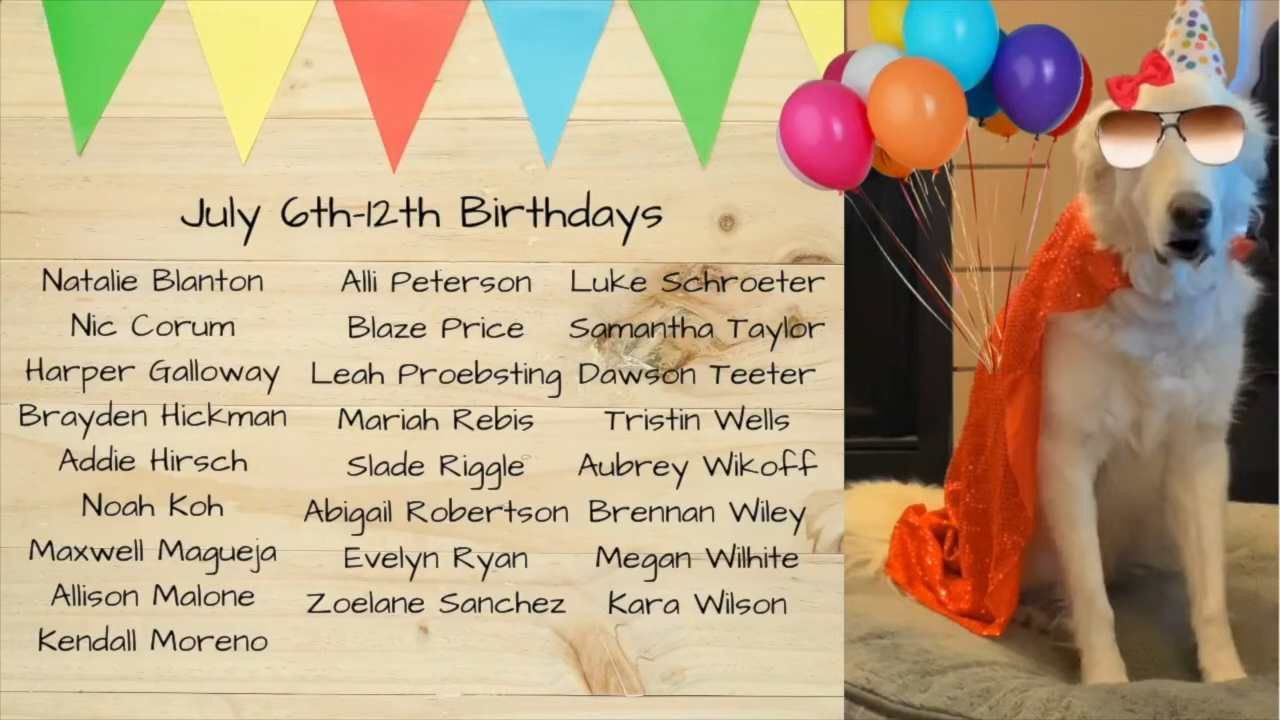 July 6th-12th Birthdays
Natalie Blanton
Nic Corum
Harper Galloway
Brayden Hickman
Addie Hirsch
Noah Koh
Maxwell Magueja
Allison Malone
Kendall Moreno
Alli Peterson
Blaze Price
Leah Proebsting
Mariah Rebis
Slade Riggle
Abigail Robertson
Evelyn Ryan
Zoelane Sanchez
Luke Schroeter
Samantha Taylor
Dawson Teeter
Tristin Wells
Aubrey Wikoff
Brennan Wiley
Megan Wilhite
Kara Wilson